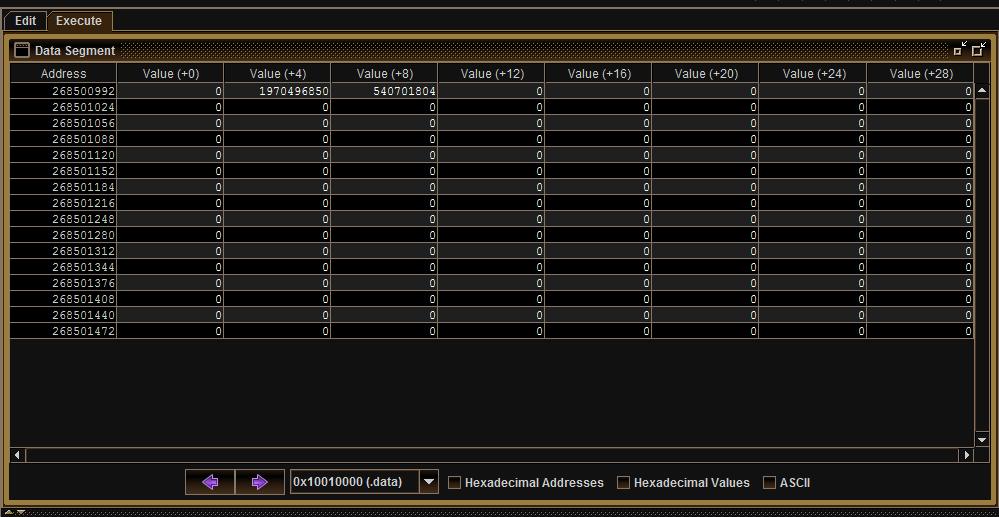 Edit Execute
Data Segment
Address Value (+0) Value (+4) Value (+8) Value (+12) Value (+16) Value (+20) Value (+24) Value (+28)
268500992 0 1970496850 540701804 0 0 0 0 0
268501024 0 0 0 0 0 0 0 0
268501056 0 0 0 0 0 0 0 0
268501088 0 0 0 0 0 0 0 0
268501120 0 0 0 0 0 0 0 0
268501152 0 0 0 0 0 0 0 0
268501184 0 0 0 0 0 0 0 0
268501216 0 0 0 0 0 0 0 0
268501248 0 0 0 0 0 0 0 0
268501280 0 0 0 0 0 0 0 0
268501312 0 0 0 0 0 0 0 0
268501344 0 0 0 0 0 0 0 0
268501376 0 0 0 0 0 0 0 0
268501408 0 0 0 0 0 0 0 0
268501440 0 0 0 0 0 0 0 0
268501472 0 0 0 0 0 0 0 0
0x10010000 (.data) Hexadecimal Addresses Hexadecimal Values ASCII